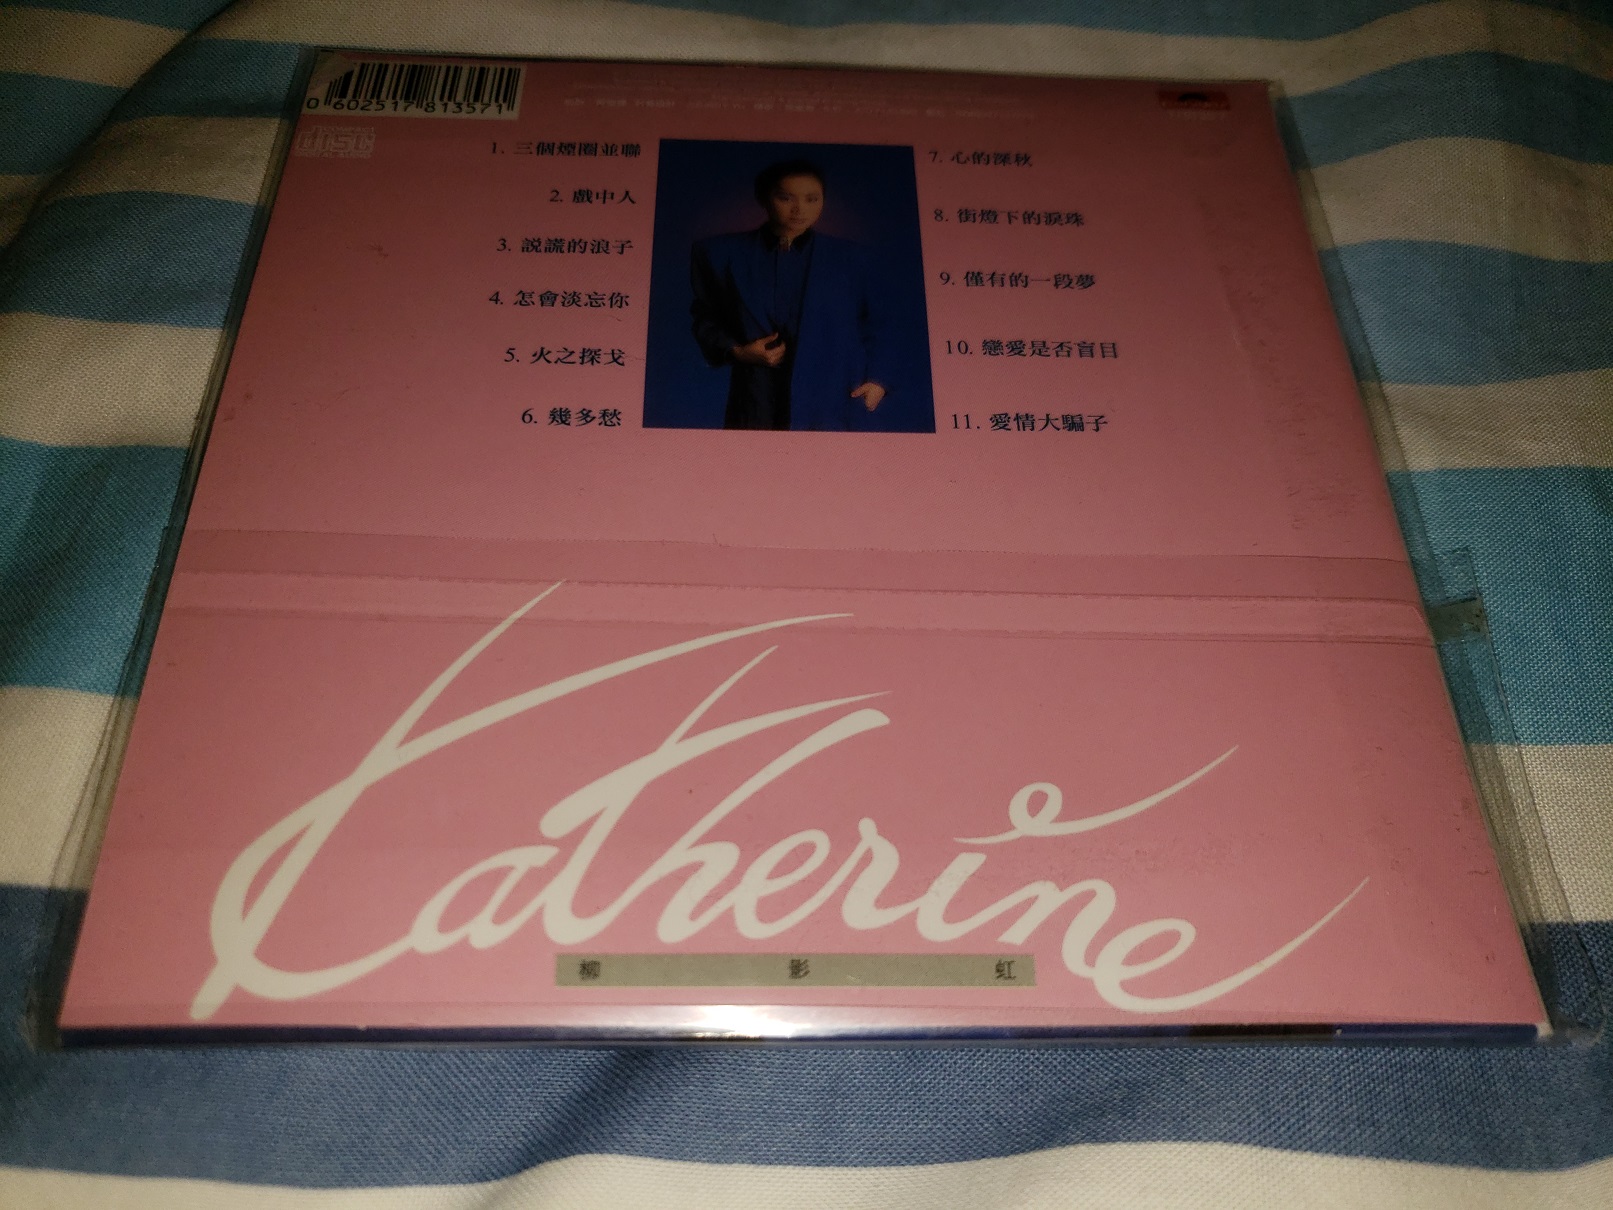 0 602517 813571
disc
1. 三個煙圈並聯
2. 戲中人
3. 説謊的浪子
4. 怎會淡忘你
5. 火之探戈
6. 幾多愁
7. 心的深秋
8. 街燈下的淚珠
9. 僅有的一段夢
10. 戀愛是否盲目
11. 愛情大騙子
Katherine
柳影虹